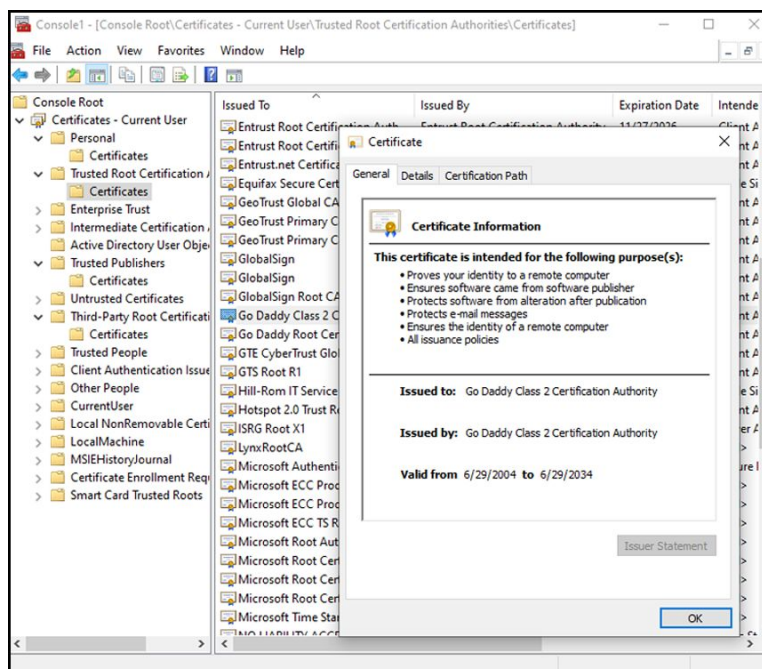 Console1 - [Console Root\Certificates - Current User\Trusted Root Certification Authorities\Certificates]
File Action View Favorites Window Help
Console Root
Certificates - Current User
Personal
Certificates
Trusted Root Certification
Certificates
Enterprise Trust
Intermediate Certification
Active Directory User Obje
Trusted Publishers
Certificates
Untrusted Certificates
Third-Party Root Certificati
Certificates
Trusted People
Client Authentication Issue
Other People
CurrentUser
Local NonRemovable Certi
LocalMachine
MSIEHistoryJournal
Certificate Enrollment Requ
Smart Card Trusted Roots
Issued To Issued By Expiration Date Intende
Entrust Root Certification Auth Entrust Root Certification Authority 11/27/2026 Client A
Entrust Root Certifi
Entrust.net Certifica
Equifax Secure Cert
GeoTrust Global CA
GeoTrust Primary C
GeoTrust Primary C
GlobalSign
GlobalSign
GlobalSign Root CA
Go Daddy Class 2 C
Go Daddy Root Cer
GTE CyberTrust Glo
GTS Root R1
Hill-Rom IT Service
Hotspot 2.0 Trust R
ISRG Root X1
LynxRootCA
Microsoft Authenti
Microsoft ECC Proc
Microsoft ECC Proc
Microsoft ECC TS R
Microsoft Root Aut
Microsoft Root Cer
Microsoft Root Cer
Microsoft Root Cer
Microsoft Time Sta
Certificate
General Details Certification Path
Certificate Information
This certificate is intended for the following purpose(s):
• Proves your identity to a remote computer
• Ensures software came from software publisher
• Protects software from alteration after publication
• Protects e-mail messages
• Ensures the identity of a remote computer
• All issuance policies
Issued to: Go Daddy Class 2 Certification Authority
Issued by: Go Daddy Class 2 Certification Authority
Valid from 6/29/2004 to 6/29/2034
Issuer Statement
OK